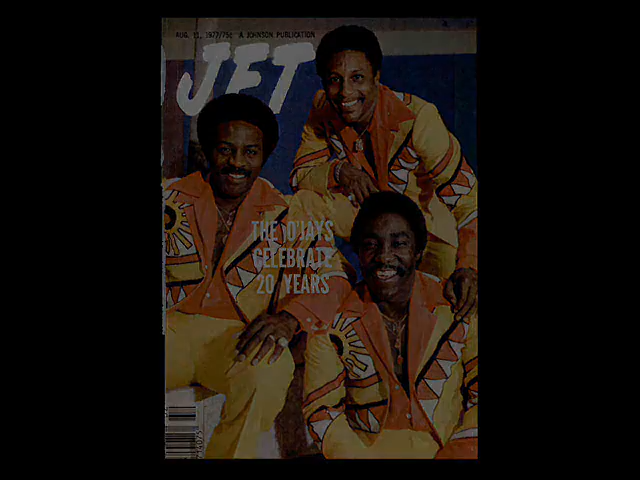 AUG. 11, 1977/75¢ A JOHNSON PUBLICATION
JET
THE O'JAYS
CELEBRATE
20 YEARS